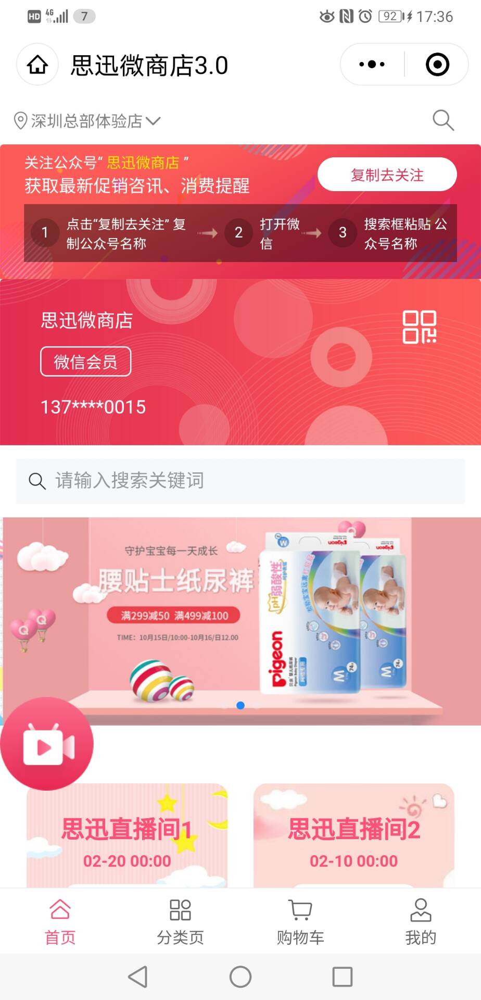 HD 4G 7 92 17:36
思迅微商店3.0
深圳总部体验店
关注公众号“思迅微商店”
获取最新促销咨讯、消费提醒
复制去关注
1 点击“复制去关注”复
制公众号名称
2 打开微
信
3 搜索框粘贴 公
众号名称
思迅微商店
微信会员
137****0015
请输入搜索关键词
守护宝宝每一天成长
腰贴士纸尿裤
满299减50 满499减100
TIME：10月15日/10:00-10月16/日12.00
Q Q
W
pigeon
pigeon
pH弱酸性
Pigeon
M 74
M 74
思迅直播间1
02-20 00:00
思迅直播间2
02-10 00:00
首页
分类页
购物车
我的